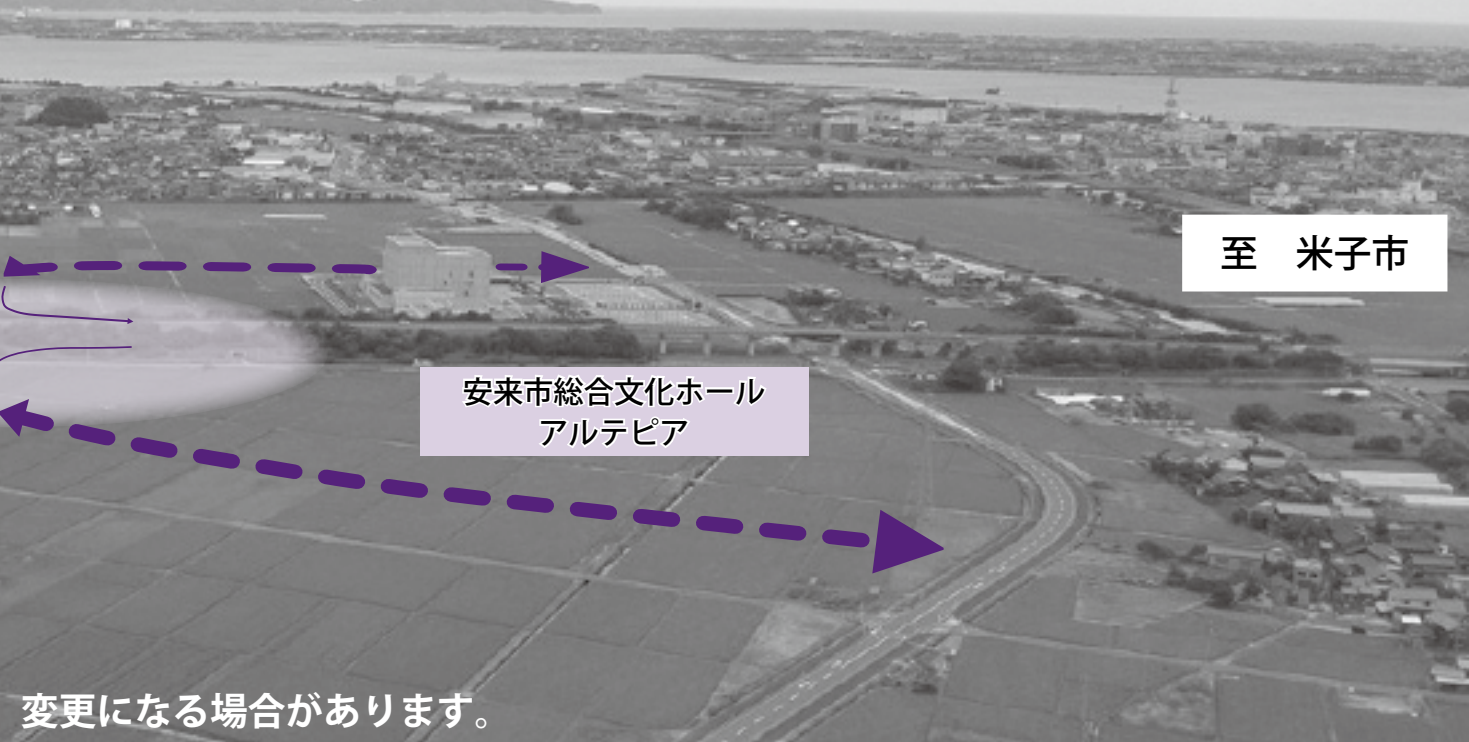 至　米子市
安来市総合文化ホール
アルテピア
変更になる場合があります。